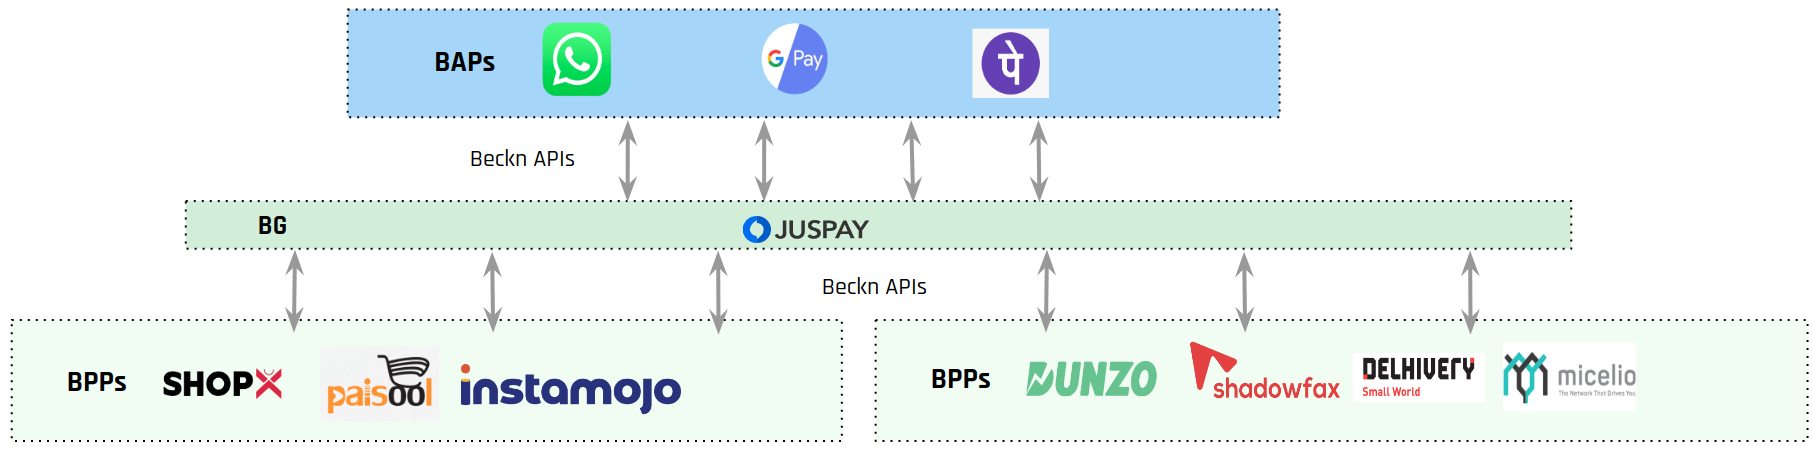 BAPs
G Pay
पे
Beckn APIs
BG
JUSPAY
Beckn APIs
BPPs
SHOPX
paisool
instamojo
BPPs
DUNZO
shadowfax
DELHIVERY
Small World
micelio
The Network That Drives You